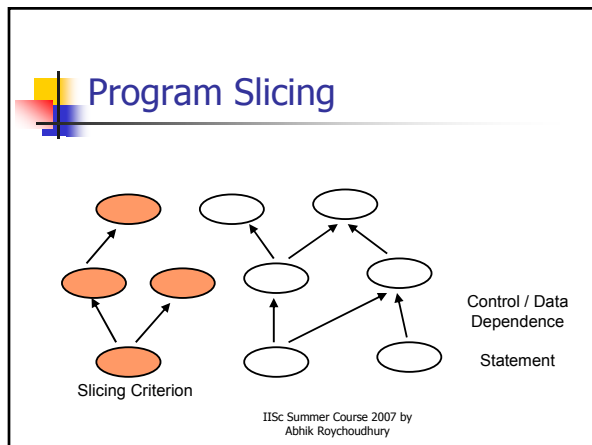 Program Slicing
Control / Data
Dependence
Statement
Slicing Criterion
IISc Summer Course 2007 by
Abhik Roychoudhury